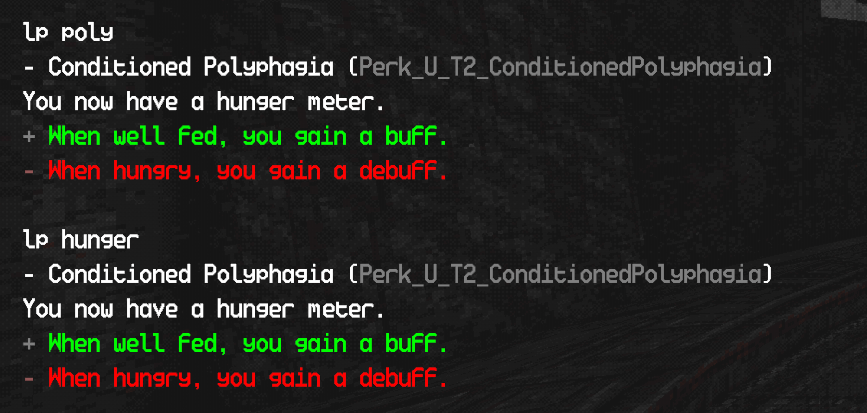 lp poly
- Conditioned Polyphagia (Perk_U_T2_ConditionedPolyphagia)
You now have a hunger meter.
+ When well fed, you gain a buff.
- When hungry, you gain a debuff.
lp hunger
- Conditioned Polyphagia (Perk_U_T2_ConditionedPolyphagia)
You now have a hunger meter.
+ When well fed, you gain a buff.
- When hungry, you gain a debuff.